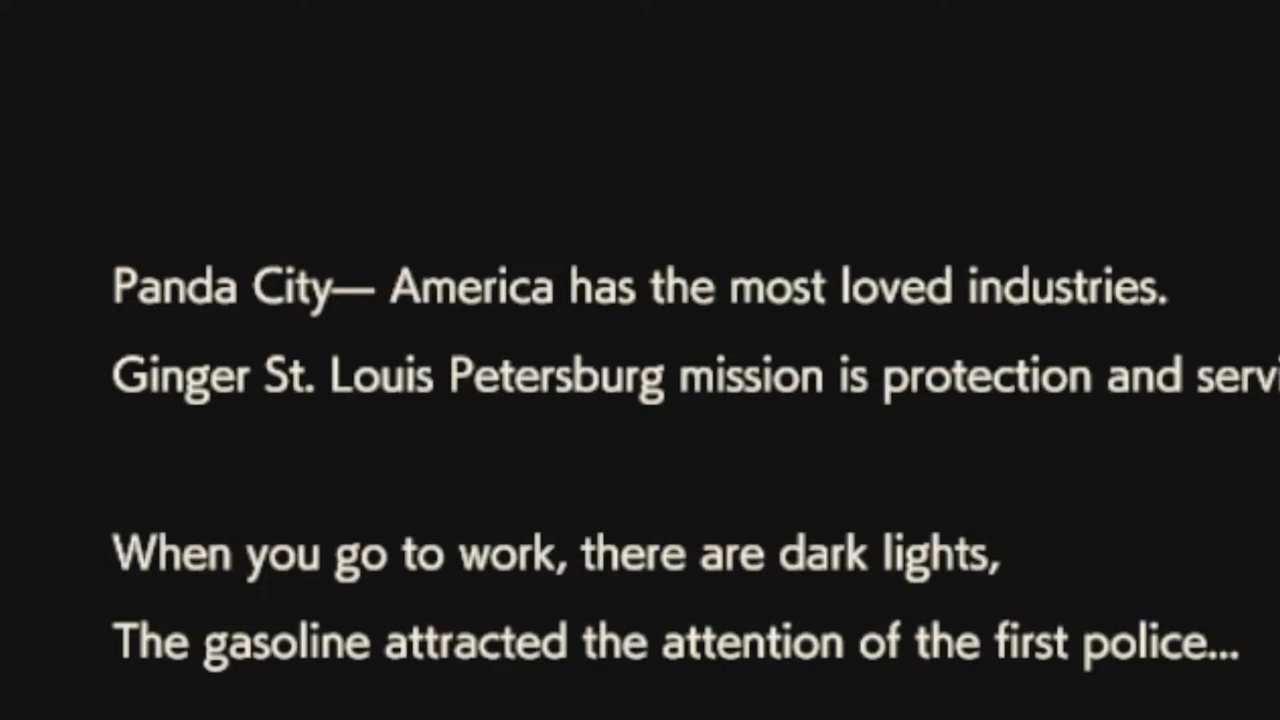 Panda City— America has the most loved industries.
Ginger St. Louis Petersburg mission is protection and
When you go to work, there are dark lights,
The gasoline attracted the attention of the first police...